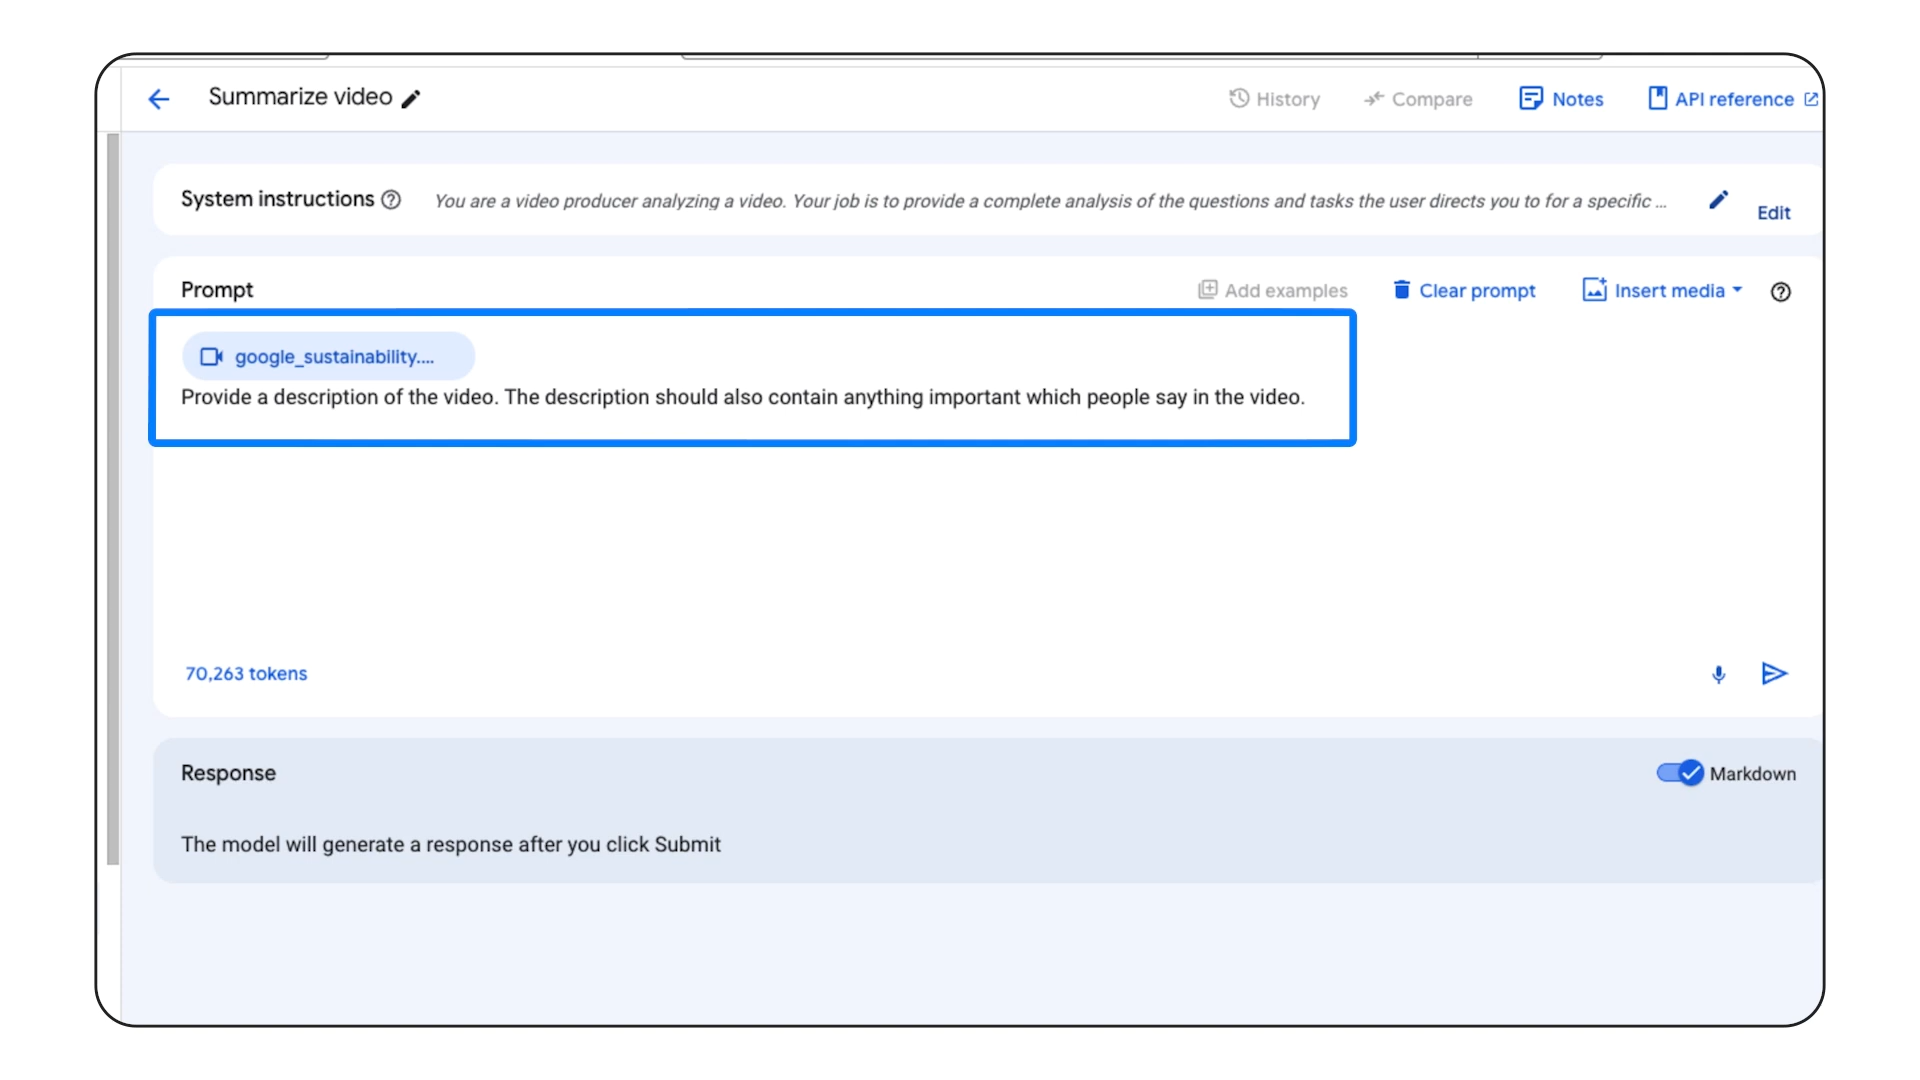 Summarize video
History
Compare
Notes
API reference
System instructions
You are a video producer analyzing a video. Your job is to provide a complete analysis of the questions and tasks the user directs you to for a specific ...
Edit
Prompt
Add examples
Clear prompt
Insert media
google_sustainability....
Provide a description of the video. The description should also contain anything important which people say in the video.
70,263 tokens
Response
Markdown
The model will generate a response after you click Submit